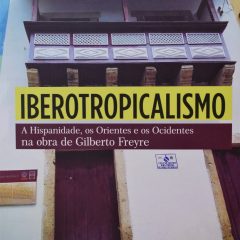 IBEROTROPICALISMO
A Hispanidade, os Orientes e os Ocidentes
na obra de Gilberto Freyre